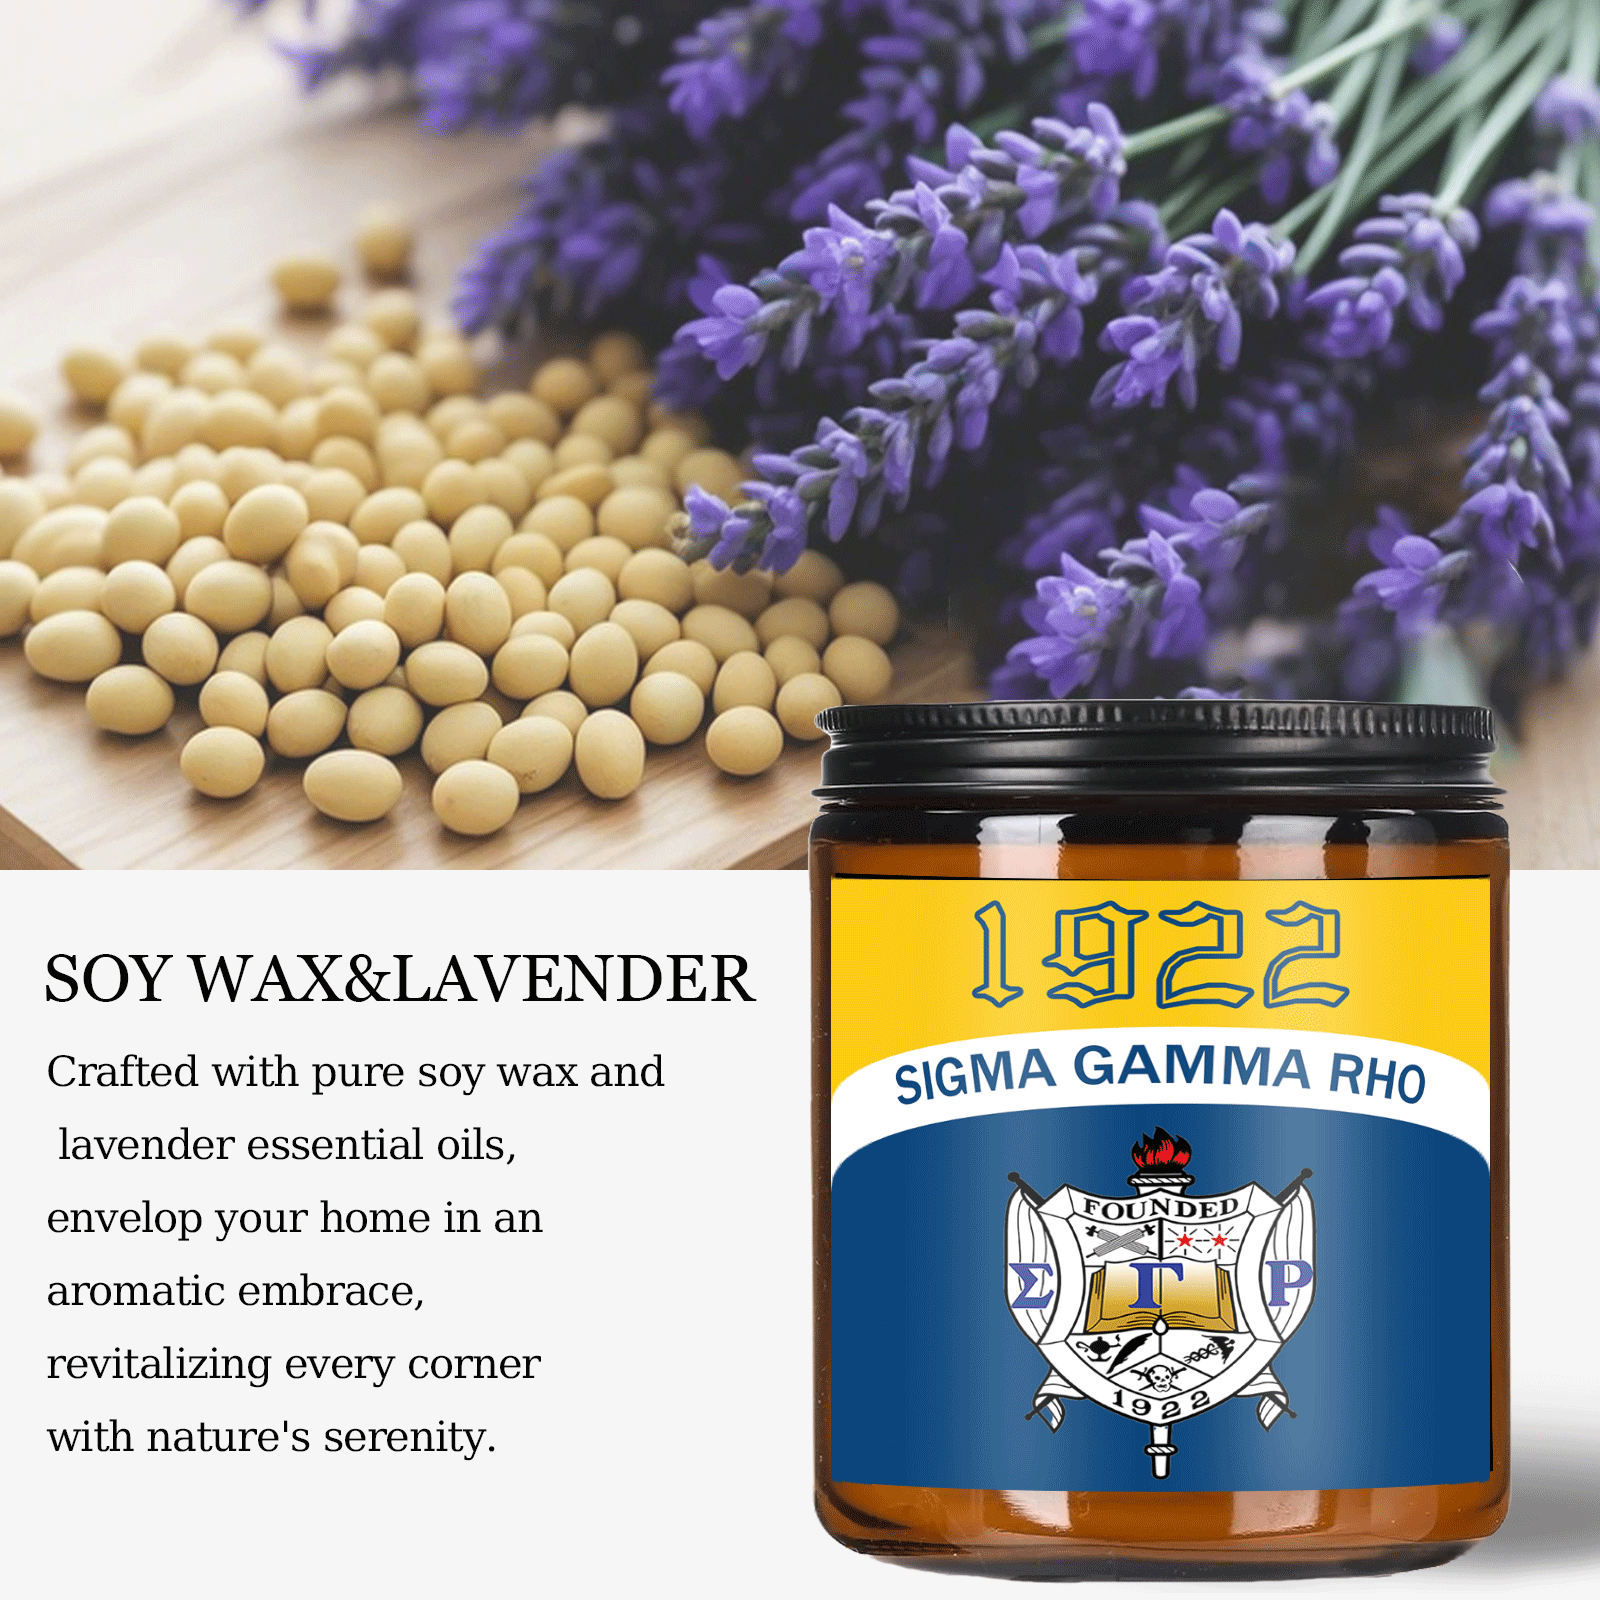 SOY WAX&LAVENDER
Crafted with pure soy wax and
lavender essential oils,
envelop your home in an
aromatic embrace,
revitalizing every corner
with nature's serenity.
1922
SIGMA GAMMA RHO
FOUNDED
Σ Γ Ρ
1922